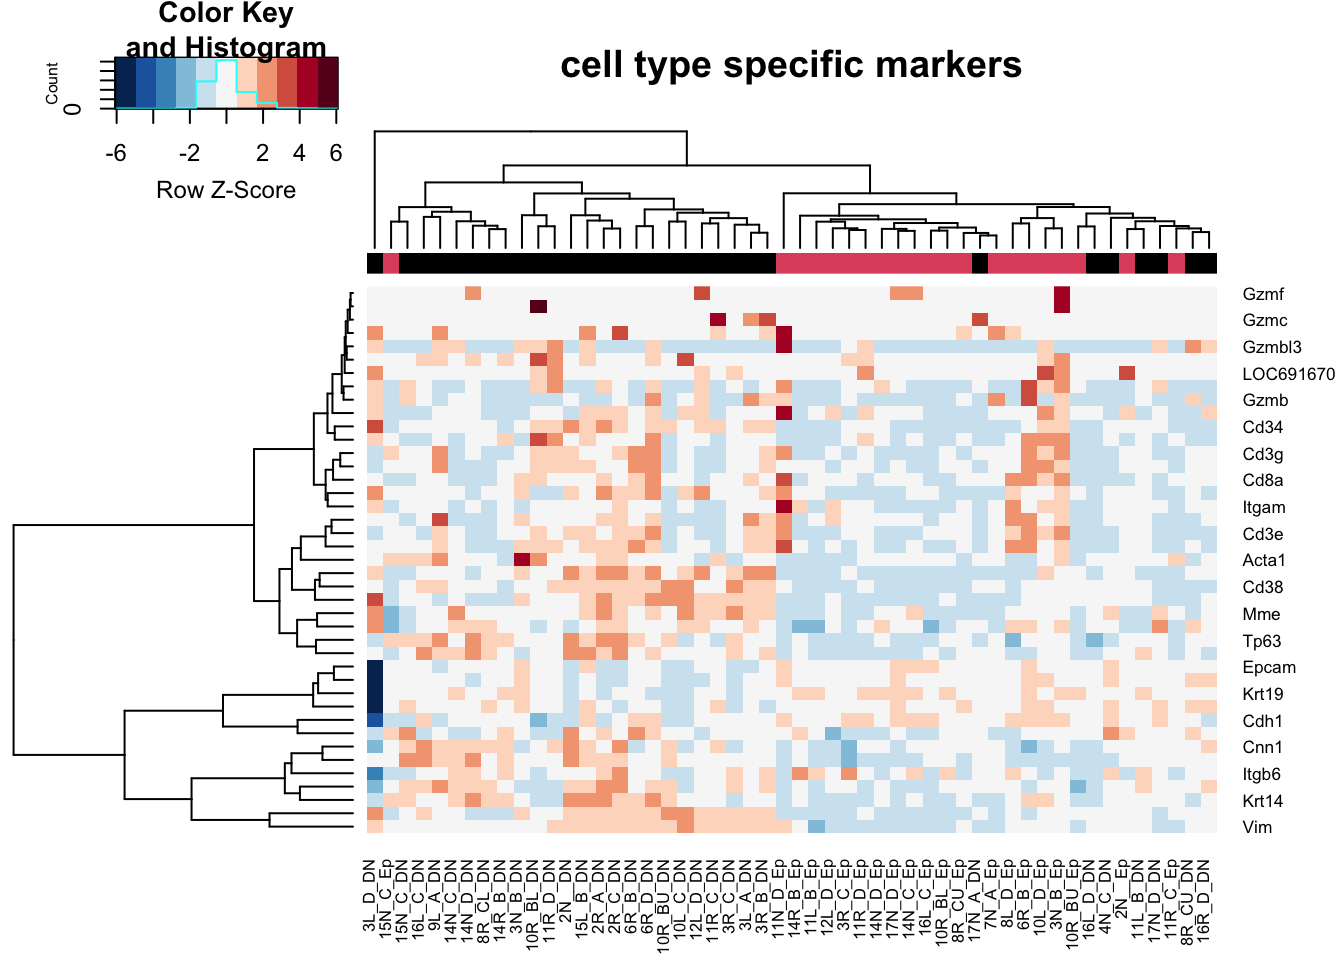 Color Key
and Histogram
Count
0
-6 -2 2 4 6
Row Z-Score
cell type specific markers
Gzmf
Gzmc
Gzmbl3
LOC691670
Gzmb
Cd34
Cd3g
Cd8a
Itgam
Cd3e
Acta1
Cd38
Mme
Tp63
Epcam
Krt19
Cdh1
Cnn1
Itgb6
Krt14
Vim
3L_D_DN
15N_C_Ep
15N_C_DN
16L_C_DN
9L_A_DN
14N_C_DN
14N_D_DN
8R_CL_DN
14R_B_DN
3N_B_DN
10R_BL_DN
11R_D_DN
2N__DN
15L_B_DN
2R_A_DN
2R_C_DN
6R_B_DN
6R_D_DN
10R_BU_DN
10L_C_DN
12L_D_DN
11R_C_DN
3R_C_DN
3L_A_DN
3R_B_DN
11N_D_Ep
14R_B_Ep
11L_B_Ep
12L_D_Ep
3R_C_Ep
11R_D_Ep
14N_D_Ep
17N_D_Ep
14N_C_Ep
16L_C_Ep
10R_BL_Ep
8R_CU_Ep
17N_A_DN
7N_A_Ep
8L_D_Ep
6R_B_Ep
10L_D_Ep
3N_B_Ep
10R_BU_Ep
16L_D_DN
4N_C_DN
2N__Ep
11L_B_DN
17N_D_DN
11R_C_Ep
8R_CU_DN
16R_D_DN